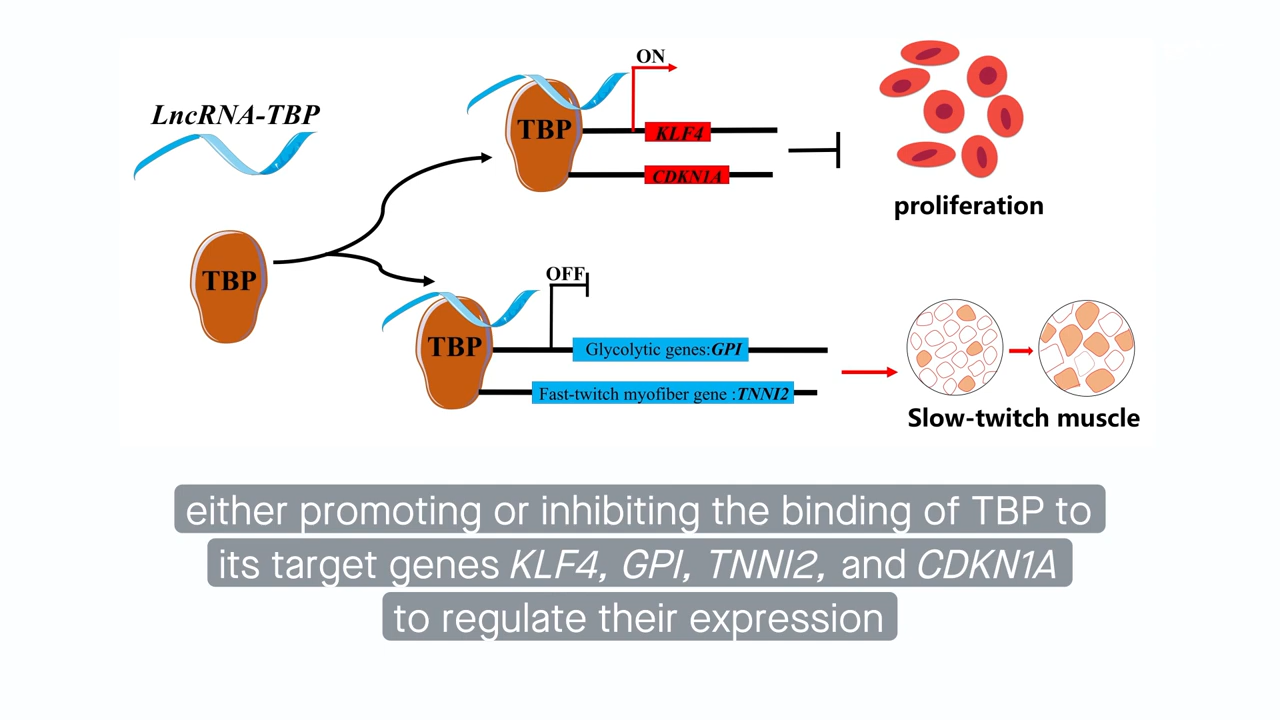 LncRNA-TBP
TBP
TBP
ON
KLF4
CDKN1A
proliferation
TBP
OFF
Glycolytic genes:GPI
Fast-twitch myofiber gene :TNNI2
Slow-twitch muscle
either promoting or inhibiting the binding of TBP to
its target genes KLF4, GPI, TNNI2, and CDKN1A
to regulate their expression